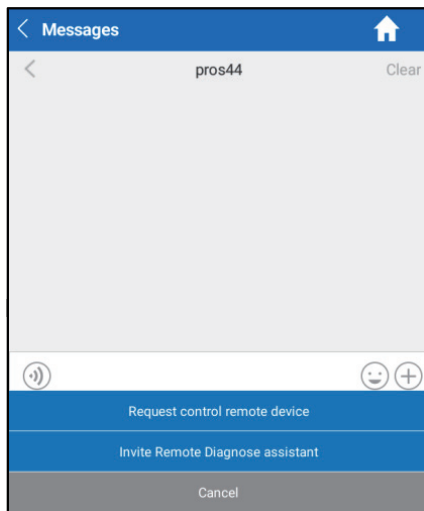 Messages
pros44 Clear
Request control remote device
Invite Remote Diagnose assistant
Cancel